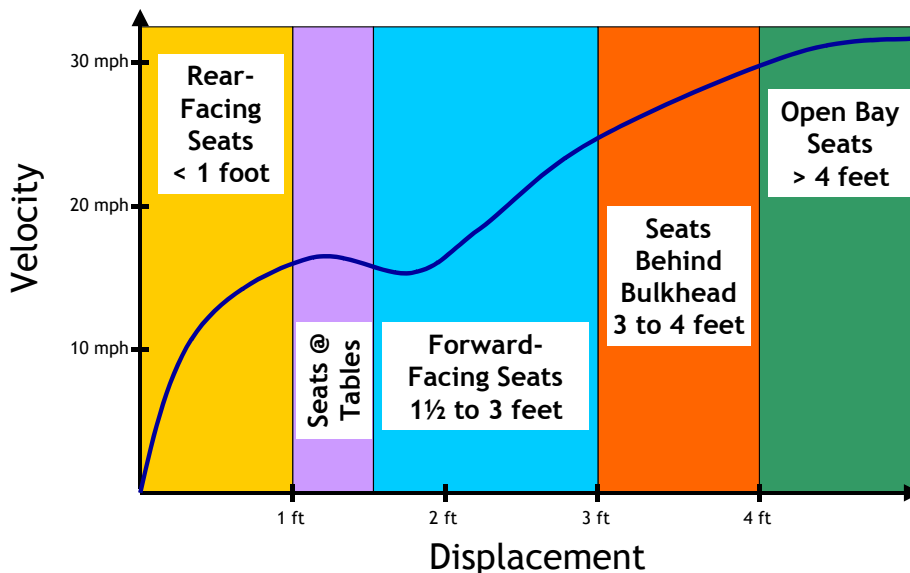 30 mph
20 mph
10 mph
Velocity
Rear-
Facing
Seats
< 1 foot
Seats @
Tables
Forward-
Facing Seats
1½ to 3 feet
Seats
Behind
Bulkhead
3 to 4 feet
Open Bay
Seats
> 4 feet
1 ft
2 ft
3 ft
4 ft
Displacement